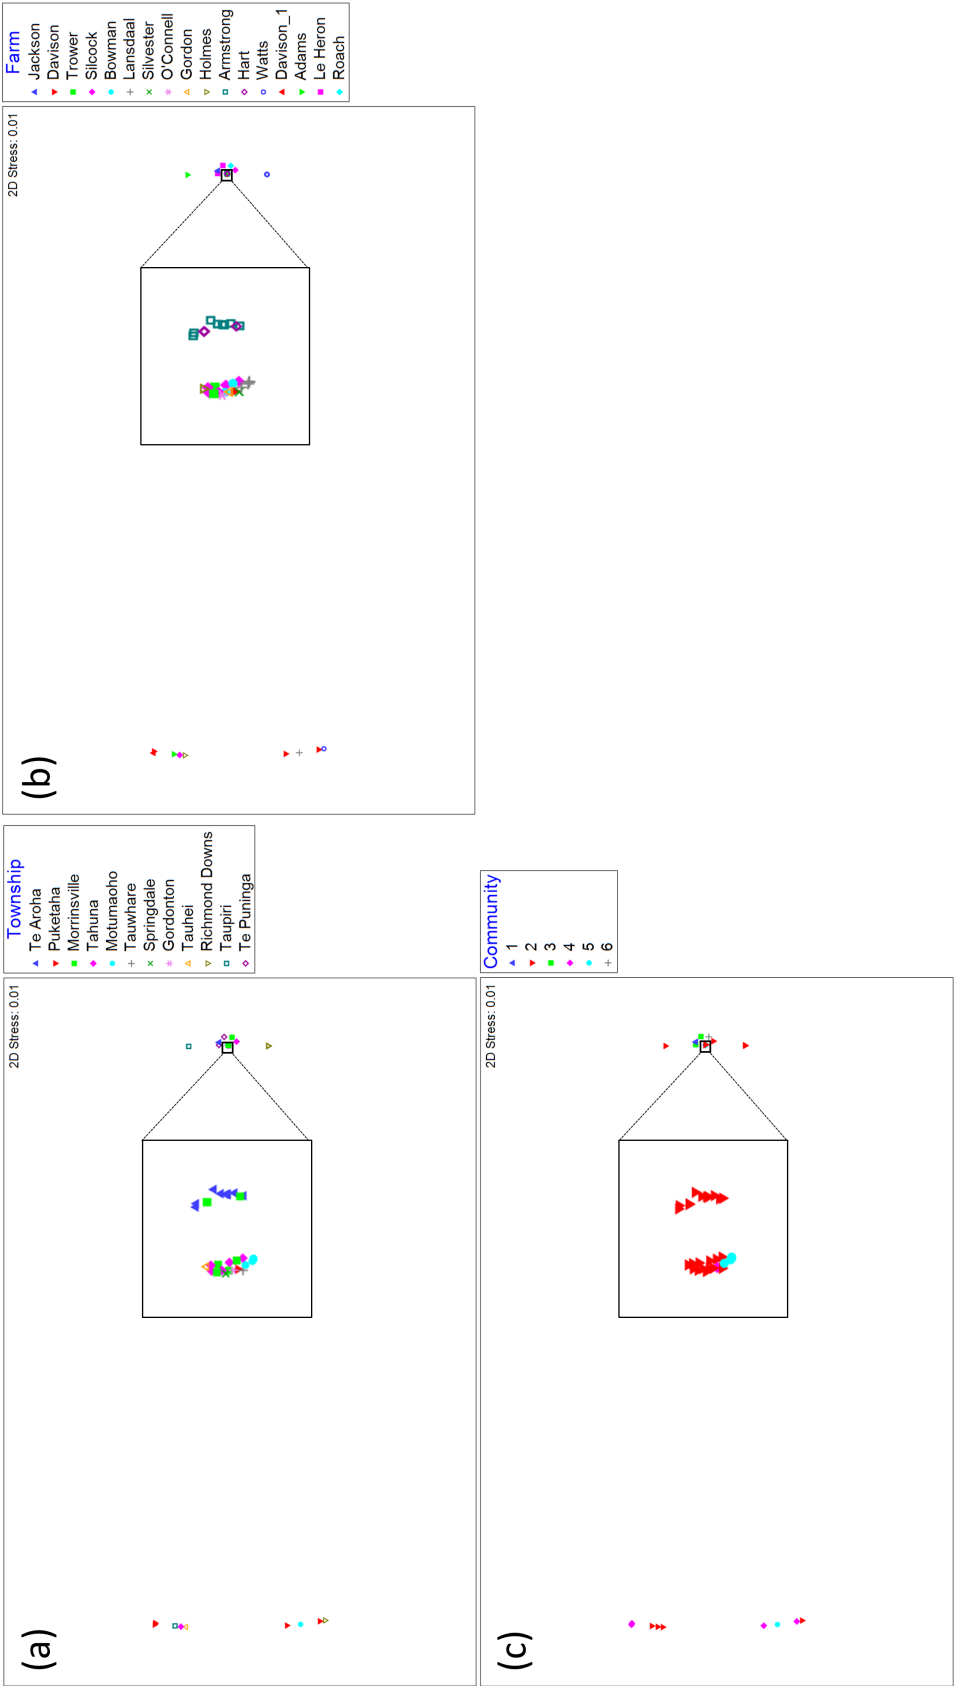 (a)
2D Stress: 0.01
Township
Te Aroha
Puketaha
Morrinsville
Tahuna
Motumaoho
Tauwhare
Springdale
Gordonton
Tauhei
Richmond Downs
Taupiri
Te Puninga
(b)
2D Stress: 0.01
Farm
Jackson
Davison
Trower
Silcock
Bowman
Lansdaal
Silvester
O'Connell
Gordon
Holmes
Armstrong
Hart
Watts
Davison_1
Adams
Le Heron
Roach
(c)
2D Stress: 0.01
Community
1
2
3
4
5
6